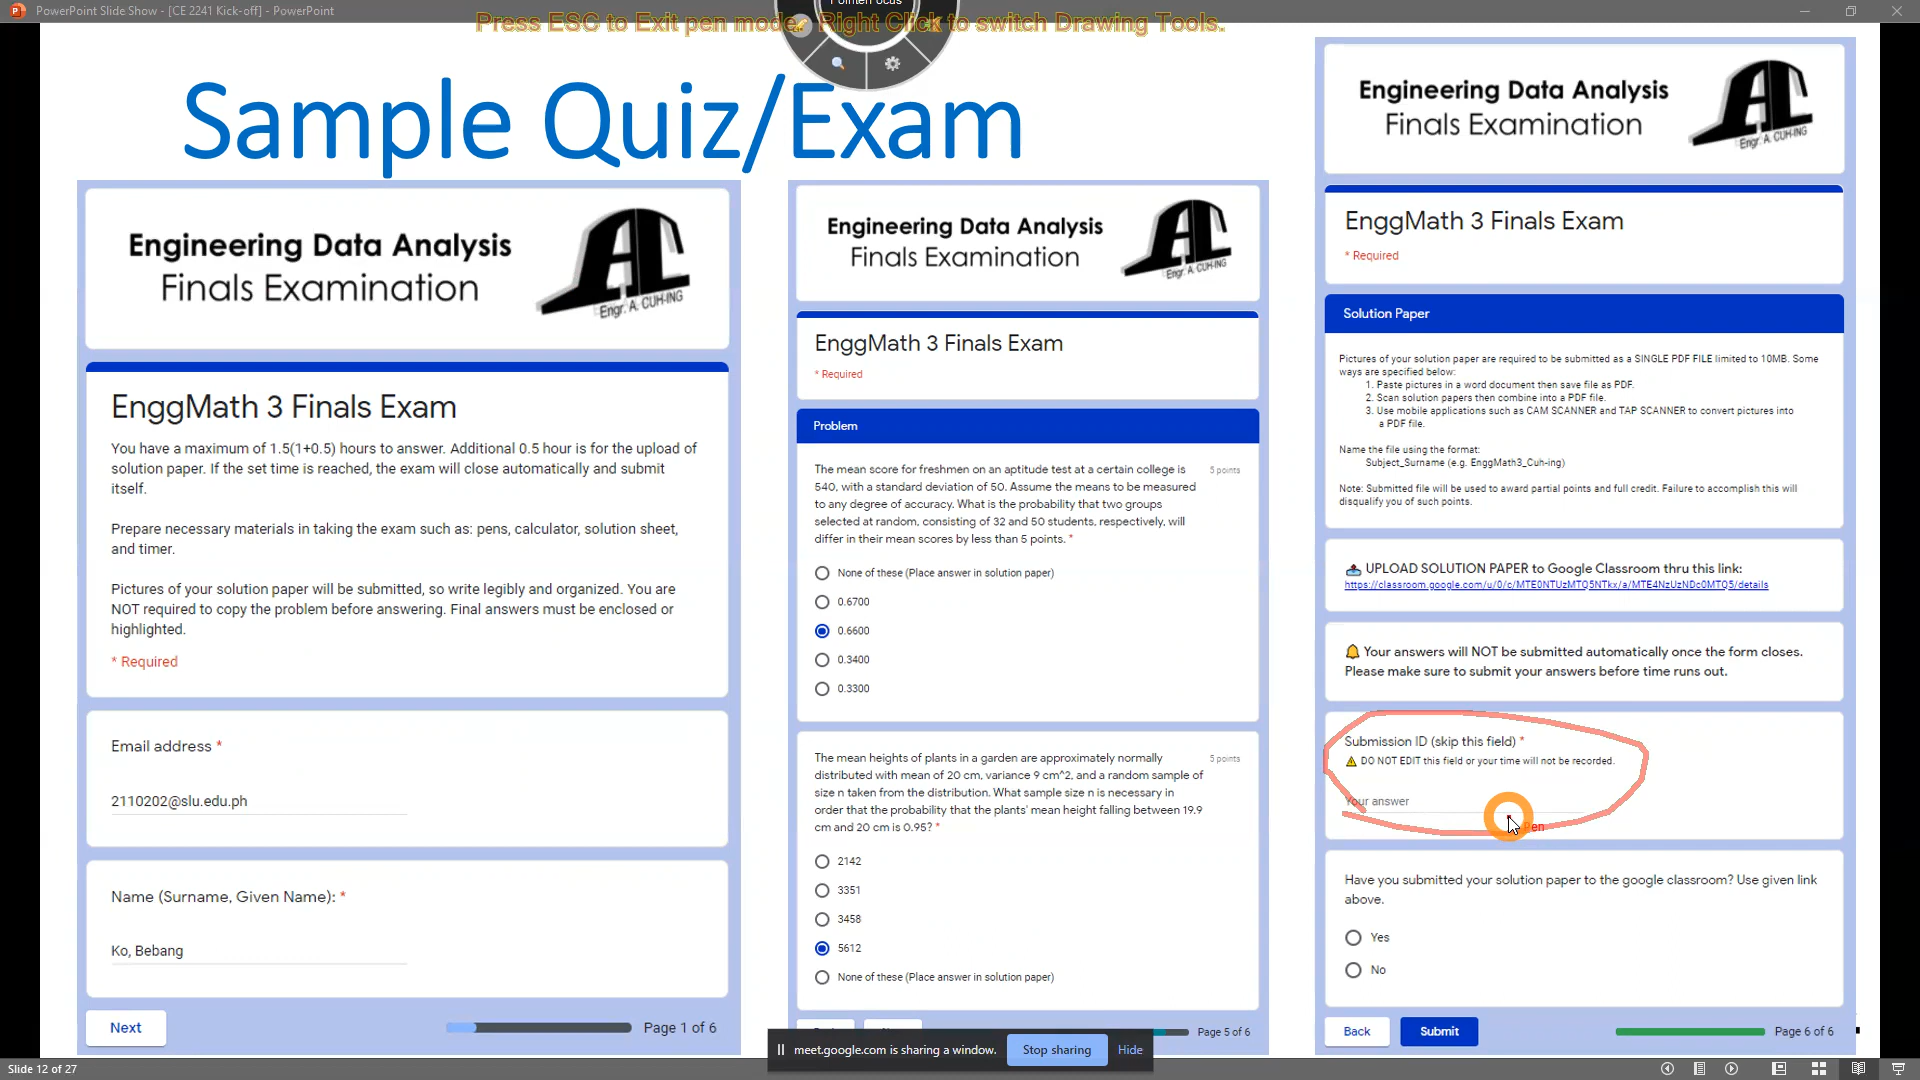 PowerPoint Slide Show - [CE 2241 Kick-off] - PowerPoint
Press ESC to Exit pen mode, Right Click to switch Drawing Tools.
Sample Quiz/Exam
Engineering Data Analysis
Finals Examination
Engr. A. CUH-ING
EnggMath 3 Finals Exam
You have a maximum of 1.5(1+0.5) hours to answer. Additional 0.5 hour is for the upload of
solution paper. If the set time is reached, the exam will close automatically and submit
itself.
Prepare necessary materials in taking the exam such as: pens, calculator, solution sheet,
and timer.
Pictures of your solution paper will be submitted, so write legibly and organized. You are
NOT required to copy the problem before answering. Final answers must be enclosed or
highlighted.
* Required
Email address *
2110202@slu.edu.ph
Name (Surname, Given Name): *
Ko, Bebang
Next
Page 1 of 6
Engineering Data Analysis
Finals Examination
Engr. A. CUH-ING
EnggMath 3 Finals Exam
* Required
Problem
The mean score for freshmen on an aptitude test at a certain college is
540, with a standard deviation of 50. Assume the means to be measured
to any degree of accuracy. What is the probability that two groups
selected at random, consisting of 32 and 50 students, respectively, will
differ in their mean scores by less than 5 points. *
5 points
None of these (Place answer in solution paper)
0.6700
0.6600
0.3400
0.3300
The mean heights of plants in a garden are approximately normally
distributed with mean of 20 cm, variance 9 cm^2, and a random sample of
size n taken from the distribution. What sample size n is necessary in
order that the probability that the plants' mean height falling between 19.9
cm and 20 cm is 0.95? *
5 points
2142
3351
3458
5612
None of these (Place answer in solution paper)
Page 5 of 6
Engineering Data Analysis
Finals Examination
Engr. A. CUH-ING
EnggMath 3 Finals Exam
* Required
Solution Paper
Pictures of your solution paper are required to be submitted as a SINGLE PDF FILE limited to 10MB. Some
ways are specified below:
1. Paste pictures in a word document then save file as PDF.
2. Scan solution papers then combine into a PDF file.
3. Use mobile applications such as CAM SCANNER and TAP SCANNER to convert pictures into
a PDF file.
Name the file using the format:
Subject_Surname (e.g. EnggMath3_Cuh-ing)
Note: Submitted file will be used to award partial points and full credit. Failure to accomplish this will
disqualify you of such points.
UPLOAD SOLUTION PAPER to Google Classroom thru this link:
https://classroom.google.com/u/0/c/MTE0NTUzMTQ5NTkx/a/MTE4NzUzNDc0MTQ5/details
Your answers will NOT be submitted automatically once the form closes.
Please make sure to submit your answers before time runs out.
Submission ID (skip this field) *
DO NOT EDIT this field or your time will not be recorded.
Your answer
Pen
Have you submitted your solution paper to the google classroom? Use given link
above.
Yes
No
Back
Submit
Page 6 of 6
meet.google.com is sharing a window.
Stop sharing
Hide
Slide 12 of 27